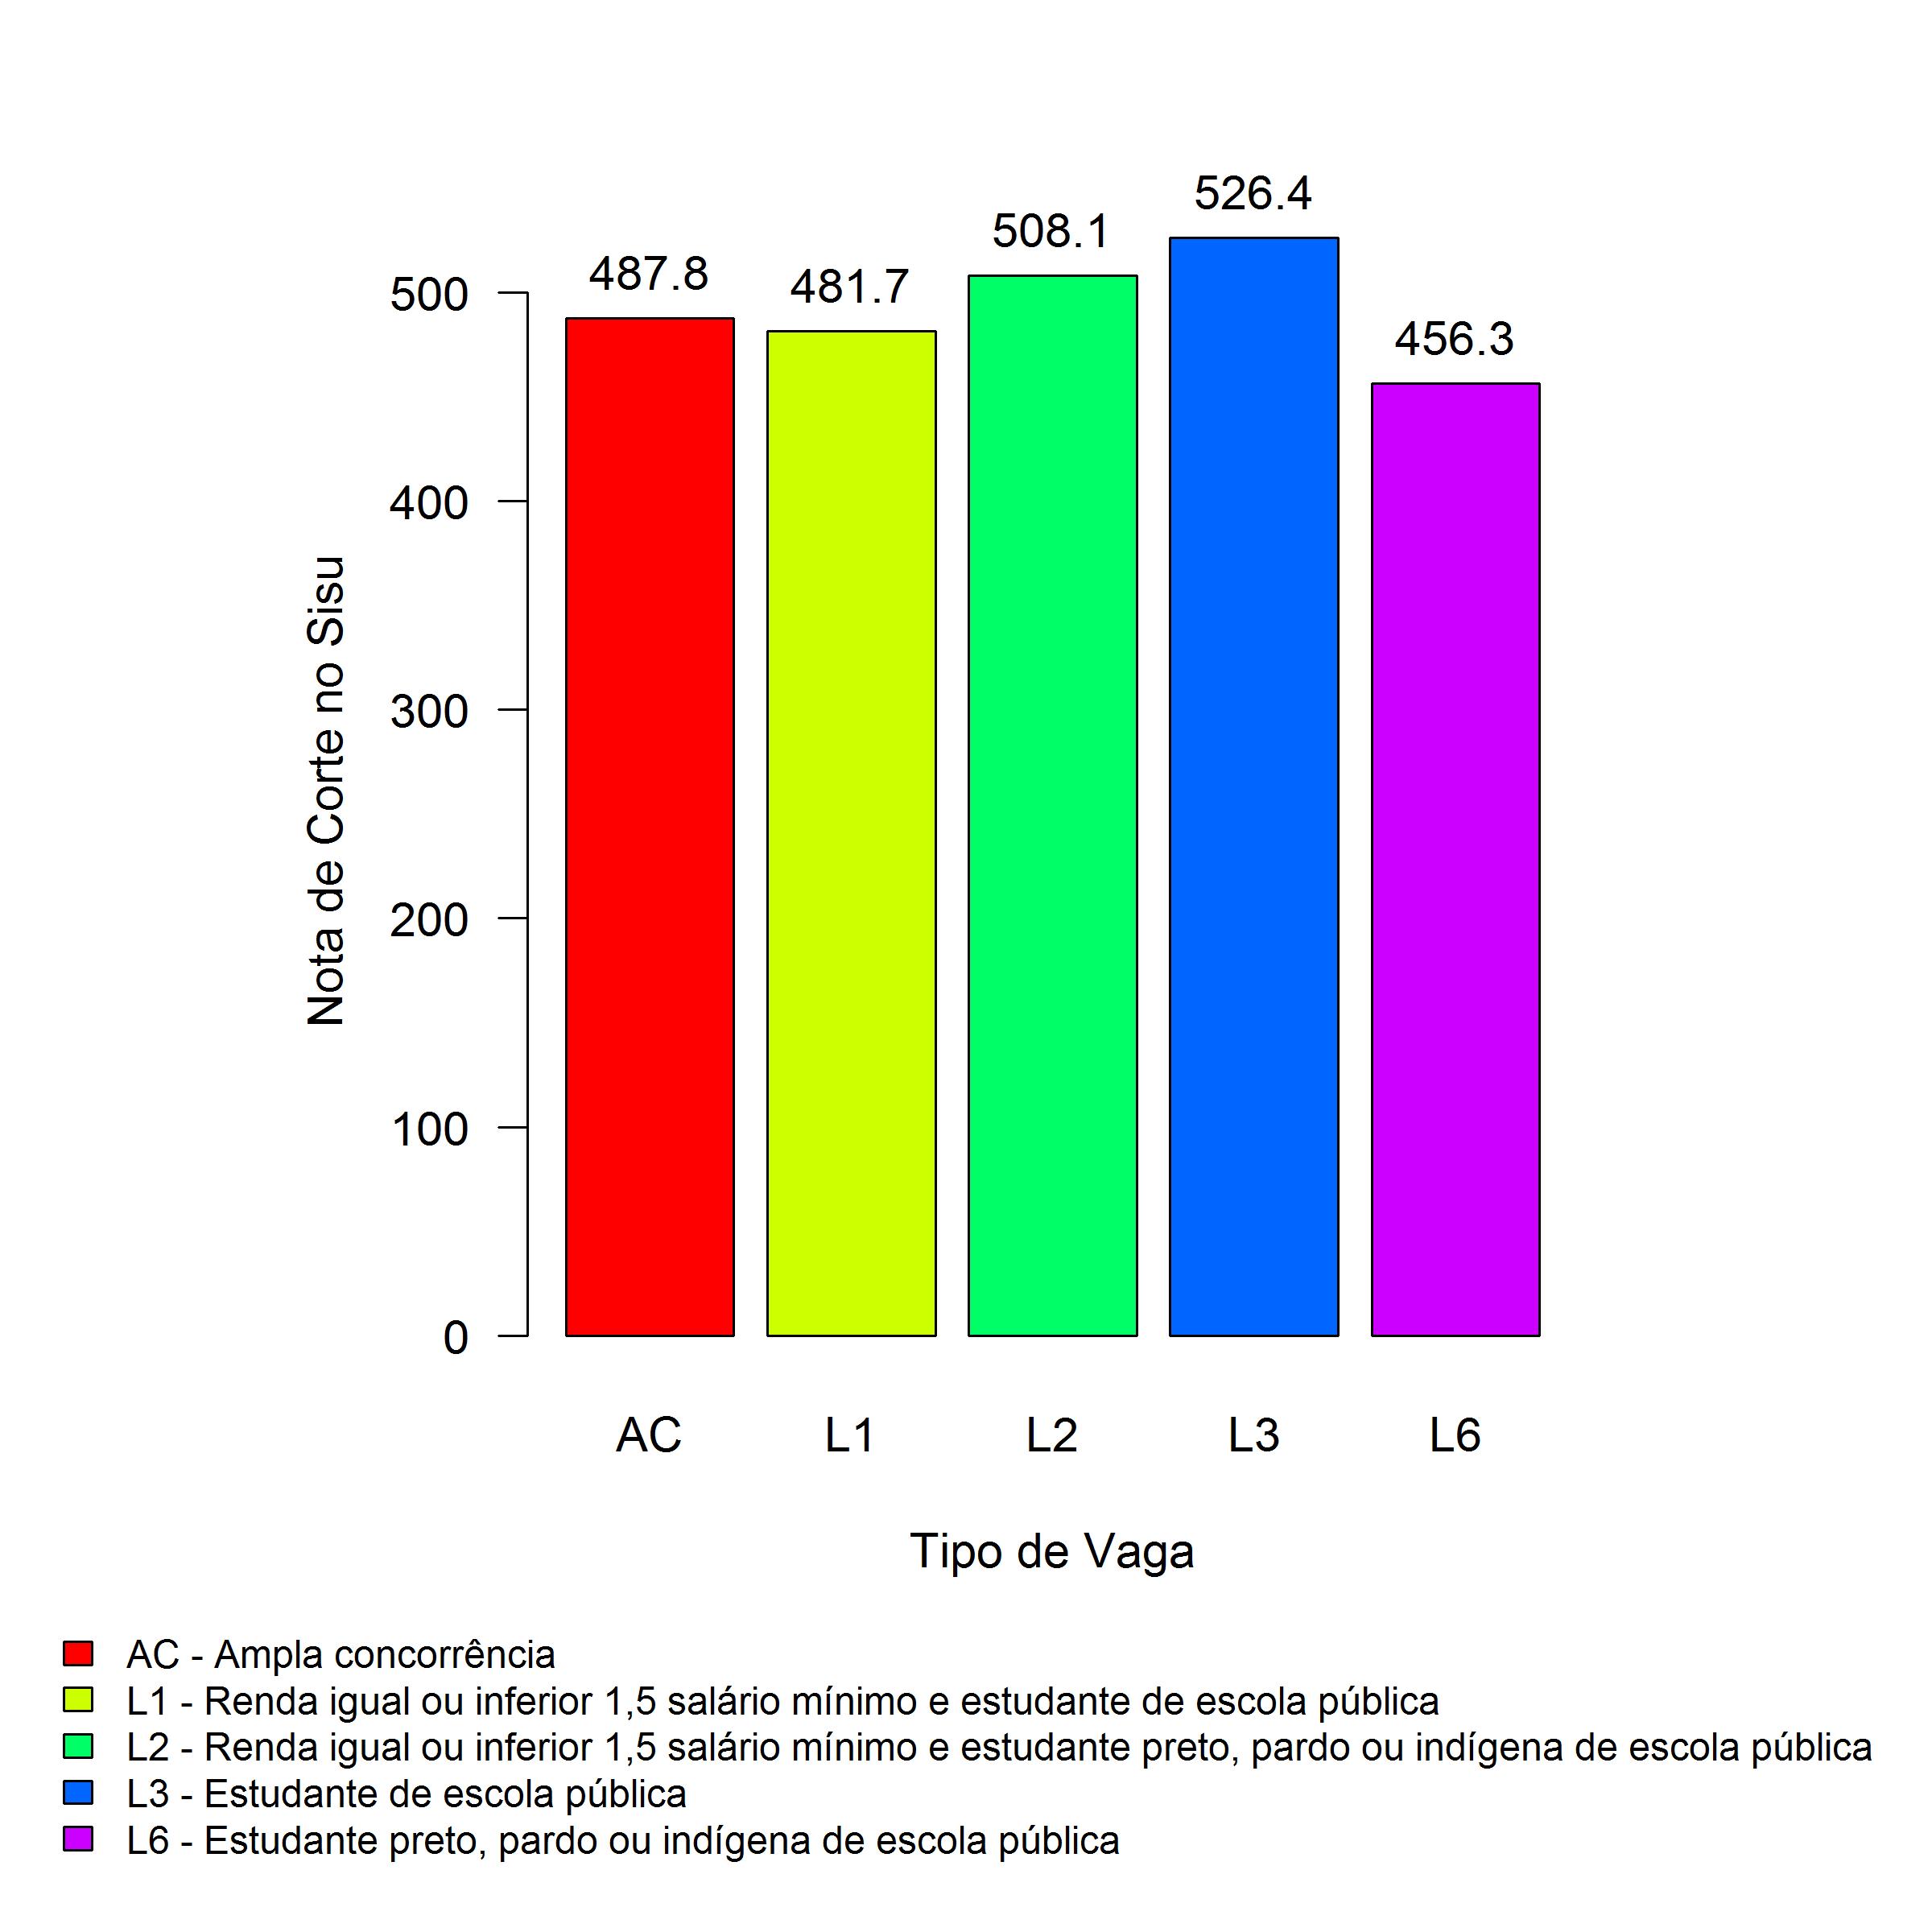 526.4
508.1
487.8
481.7
456.3
500
400
300
200
100
0
Nota de Corte no Sisu
AC L1 L2 L3 L6
Tipo de Vaga
AC - Ampla concorrência
L1 - Renda igual ou inferior 1,5 salário mínimo e estudante de escola pública
L2 - Renda igual ou inferior 1,5 salário mínimo e estudante preto, pardo ou indígena de escola pública
L3 - Estudante de escola pública
L6 - Estudante preto, pardo ou indígena de escola pública